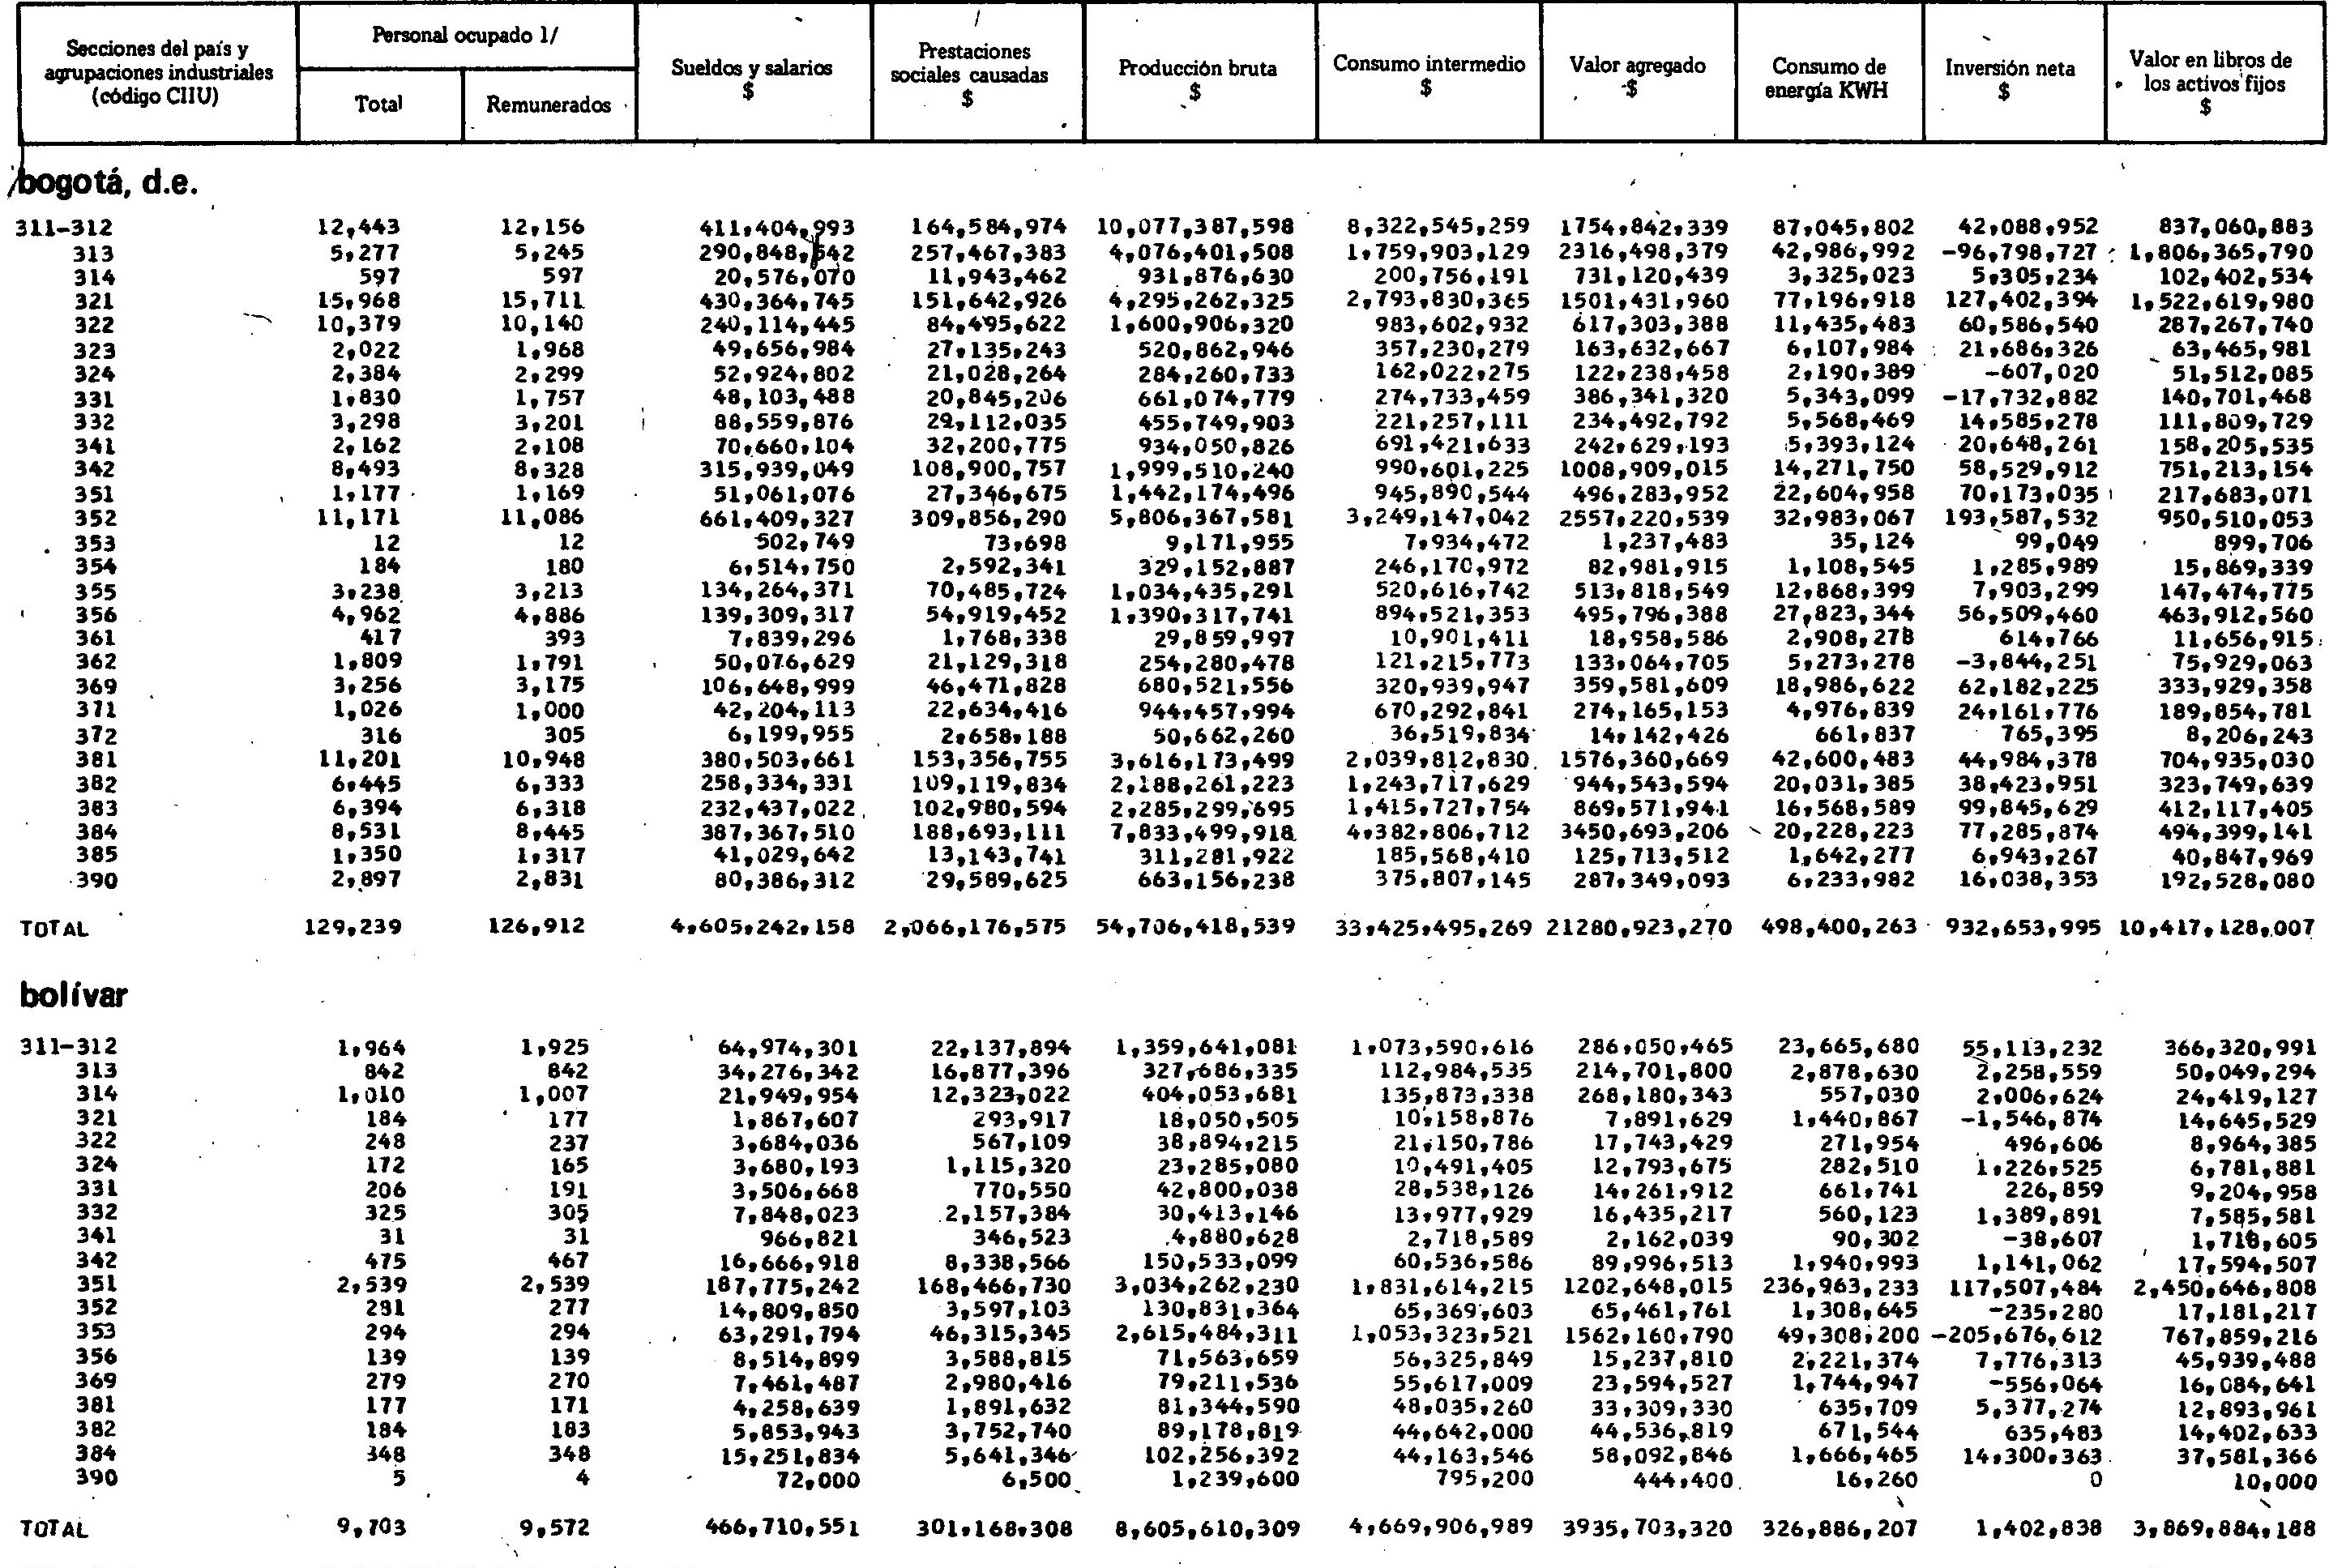 Secciones del país y agrupaciones industriales (código CIIU) | Personal ocupado 1/ Total | Personal ocupado 1/ Remunerados | Sueldos y salarios $ | Prestaciones sociales causadas $ | Producción bruta $ | Consumo intermedio $ | Valor agregado $ | Consumo de energía KWH | Inversión neta $ | Valor en libros de los activos fijos $
bogotá, d.e.
311-312 12,443 12,156 411,404,993 164,584,974 10,077,387,598 8,322,545,259 1754,842,339 87,045,802 42,088,952 837,060,883
313 5,277 5,245 290,848,542 257,467,383 4,076,401,508 1,759,903,129 2316,498,379 42,986,992 -96,798,727 1,806,365,790
314 597 597 20,576,070 11,943,462 931,876,630 200,756,191 731,120,439 3,325,023 5,305,234 102,402,534
321 15,968 15,711 430,364,745 151,642,926 4,295,262,325 2,793,830,365 1501,431,960 77,196,918 127,402,394 1,522,619,980
322 10,379 10,140 240,114,445 84,495,622 1,600,906,320 983,602,932 617,303,388 11,435,483 60,586,540 287,267,740
323 2,022 1,968 49,656,984 27,135,243 520,862,946 357,230,279 163,632,667 6,107,984 21,686,326 63,465,981
324 2,384 2,299 52,924,802 21,028,264 284,260,733 162,022,275 122,238,458 2,190,389 -607,020 51,512,085
331 1,830 1,757 48,103,488 20,845,206 661,074,779 274,733,459 386,341,320 5,343,099 -17,732,882 140,701,468
332 3,298 3,201 88,559,876 29,112,035 455,749,903 221,257,111 234,492,792 5,568,469 14,585,278 111,809,729
341 2,162 2,108 70,660,104 32,200,775 934,050,826 691,421,633 242,629,193 5,393,124 20,648,261 158,205,535
342 8,493 8,328 315,939,049 108,900,757 1,999,510,240 990,601,225 1008,909,015 14,271,750 58,529,912 751,213,154
351 1,177 1,169 51,061,076 27,346,675 1,442,174,496 945,890,544 496,283,952 22,604,958 70,173,035 217,683,071
352 11,171 11,086 661,409,327 309,856,290 5,806,367,581 3,249,147,042 2557,220,539 32,983,067 193,587,532 950,510,053
353 12 12 502,749 73,698 9,171,955 7,934,472 1,237,483 35,124 99,049 899,706
354 184 180 6,514,750 2,592,341 329,152,887 246,170,972 82,981,915 1,108,545 1,285,989 15,869,339
355 3,238 3,213 134,264,371 70,485,724 1,034,435,291 520,616,742 513,818,549 12,868,399 7,903,299 147,474,775
356 4,962 4,886 139,309,317 54,919,452 1,390,317,741 894,521,353 495,796,388 27,823,344 56,509,460 463,912,560
361 417 393 7,839,296 1,768,338 29,859,997 10,901,411 18,958,586 2,908,278 614,766 11,656,915
362 1,809 1,791 50,076,629 21,129,318 254,280,478 121,215,773 133,064,705 5,273,278 -3,844,251 75,929,063
369 3,256 3,175 106,648,999 46,471,828 680,521,556 320,939,947 359,581,609 18,986,622 62,182,225 333,929,358
371 1,026 1,000 42,204,113 22,634,416 944,457,994 670,292,841 274,165,153 4,976,839 24,161,776 189,854,781
372 316 305 6,199,955 2,658,188 50,662,260 36,519,834 14,142,426 661,837 765,395 8,206,243
381 11,201 10,948 380,503,661 153,356,755 3,616,173,499 2,039,812,830 1576,360,669 42,600,483 44,984,378 704,935,030
382 6,445 6,333 258,334,331 109,119,834 2,188,261,223 1,243,717,629 944,543,594 20,031,385 38,423,951 323,749,639
383 6,394 6,318 232,437,022 102,980,594 2,285,299,695 1,415,727,754 869,571,941 16,568,589 99,845,629 412,117,405
384 8,531 8,445 387,367,510 188,693,111 7,833,499,918 4,382,806,712 3450,693,206 20,228,223 77,285,874 494,399,141
385 1,350 1,317 41,029,642 13,143,741 311,281,922 185,568,410 125,713,512 1,642,277 6,943,267 40,847,969
390 2,897 2,831 80,386,312 29,589,625 663,156,238 375,807,145 287,349,093 6,233,982 16,038,353 192,528,080
TOTAL 129,239 126,912 4,605,242,158 2,066,176,575 54,706,418,539 33,425,495,269 21280,923,270 498,400,263 932,653,995 10,417,128,007
bolívar
311-312 1,964 1,925 64,974,301 22,137,894 1,359,641,081 1,073,590,616 286,050,465 23,665,680 55,113,232 366,320,991
313 842 842 34,276,342 16,877,396 327,686,335 112,984,535 214,701,800 2,878,630 2,258,559 50,049,294
314 1,010 1,007 21,949,954 12,323,022 404,053,681 135,873,338 268,180,343 557,030 2,006,624 24,419,127
321 184 177 1,867,607 293,917 18,050,505 10,158,876 7,891,629 1,440,867 -1,546,874 14,645,529
322 248 237 3,684,036 567,109 38,894,215 21,150,786 17,743,429 271,954 496,606 8,964,385
324 172 165 3,680,193 1,115,320 23,285,080 10,491,405 12,793,675 282,510 1,226,525 6,781,881
331 206 191 3,506,668 770,550 42,800,038 28,538,126 14,261,912 661,741 226,859 9,204,958
332 325 305 7,848,023 2,157,384 30,413,146 13,977,929 16,435,217 560,123 1,389,891 7,585,581
341 31 31 966,821 346,523 4,880,628 2,718,589 2,162,039 90,302 -38,607 1,718,605
342 475 467 16,666,918 8,338,566 150,533,099 60,536,586 89,996,513 1,940,993 1,141,062 17,594,507
351 2,539 2,539 187,775,242 168,466,730 3,034,262,230 1,831,614,215 1202,648,015 236,963,233 117,507,484 2,450,646,808
352 281 277 14,809,850 3,597,103 130,831,364 65,369,603 65,461,761 1,308,645 -235,280 17,181,217
353 294 294 63,291,794 46,315,345 2,615,484,311 1,053,323,521 1562,160,790 49,308,200 -205,676,612 767,859,216
356 139 139 8,514,899 3,588,815 71,563,659 56,325,849 15,237,810 2,221,374 7,776,313 45,939,488
369 279 270 7,461,487 2,980,416 79,211,536 55,617,009 23,594,527 1,744,947 -556,064 16,084,641
381 177 171 4,258,639 1,891,632 81,344,590 48,035,260 33,309,330 635,709 5,377,274 12,893,961
382 184 183 5,853,943 3,752,740 89,178,819 44,642,000 44,536,819 671,544 635,483 14,402,633
384 348 348 15,251,834 5,641,346 102,256,392 44,163,546 58,092,846 1,666,465 14,300,363 37,581,366
390 5 4 72,000 6,500 1,239,600 795,200 444,400 16,260 0 10,000
TOTAL 9,703 9,572 466,710,551 301,168,308 8,605,610,309 4,669,906,989 3935,703,320 326,886,207 1,402,838 3,869,884,188